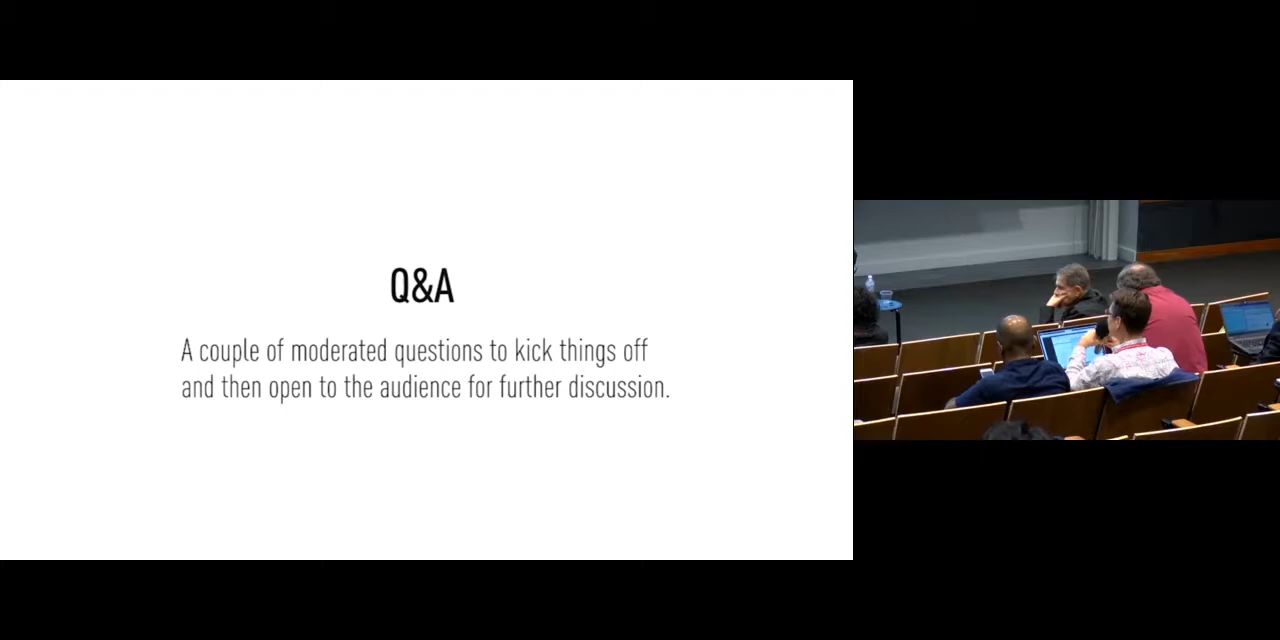 Q&A
A couple of moderated questions to kick things off
and then open to the audience for further discussion.